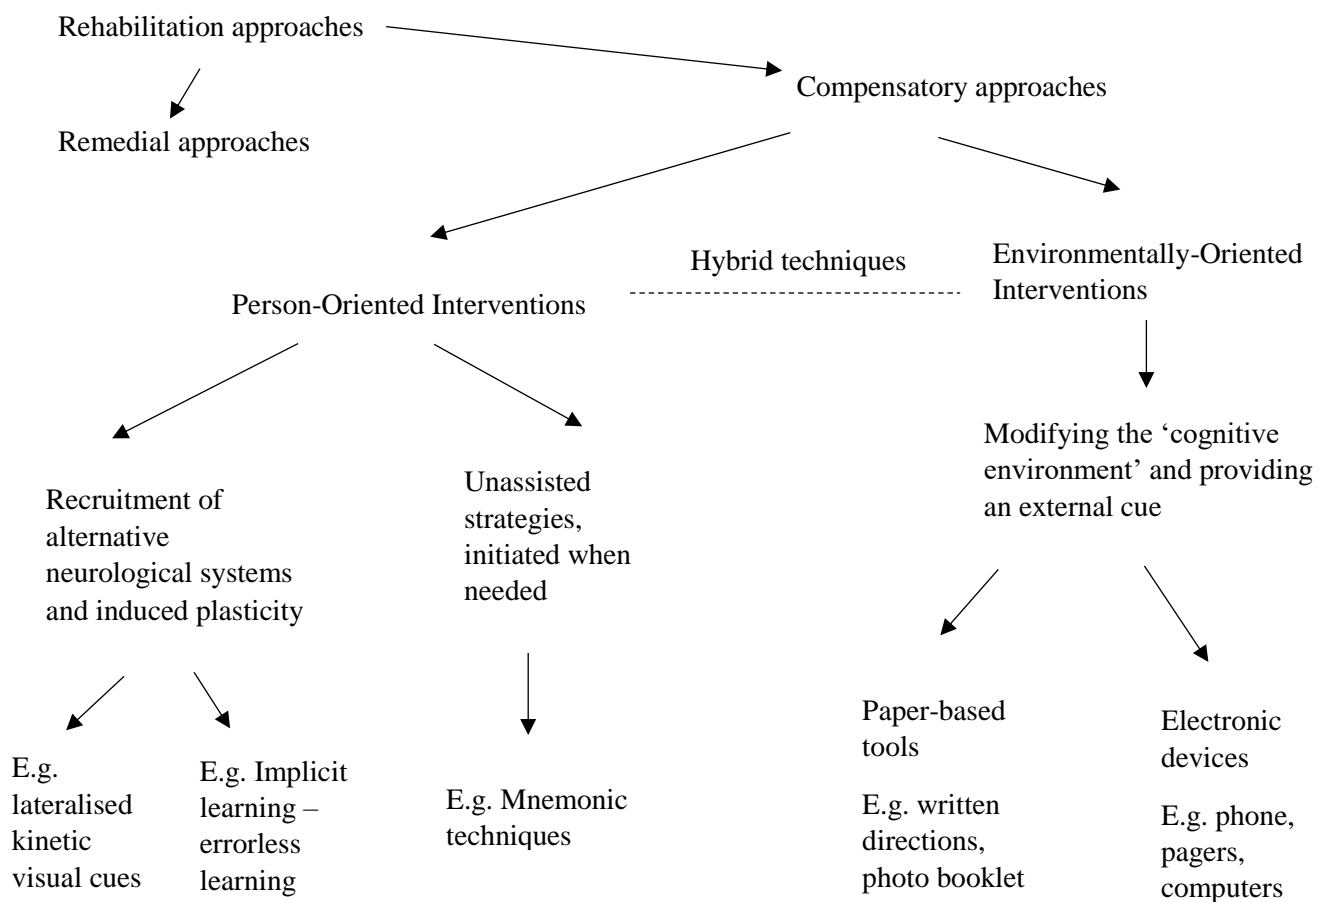 Rehabilitation approaches
Compensatory approaches
Remedial approaches
Hybrid techniques
Environmentally-Oriented
Interventions
Person-Oriented Interventions
Modifying the ‘cognitive
environment’ and providing
an external cue
Recruitment of
alternative
neurological systems
and induced plasticity
Unassisted
strategies,
initiated when
needed
Paper-based
tools
Electronic
devices
E.g.
lateralised
kinetic
visual cues
E.g. Implicit
learning –
errorless
learning
E.g. Mnemonic
techniques
E.g. written
directions,
photo booklet
E.g. phone,
pagers,
computers